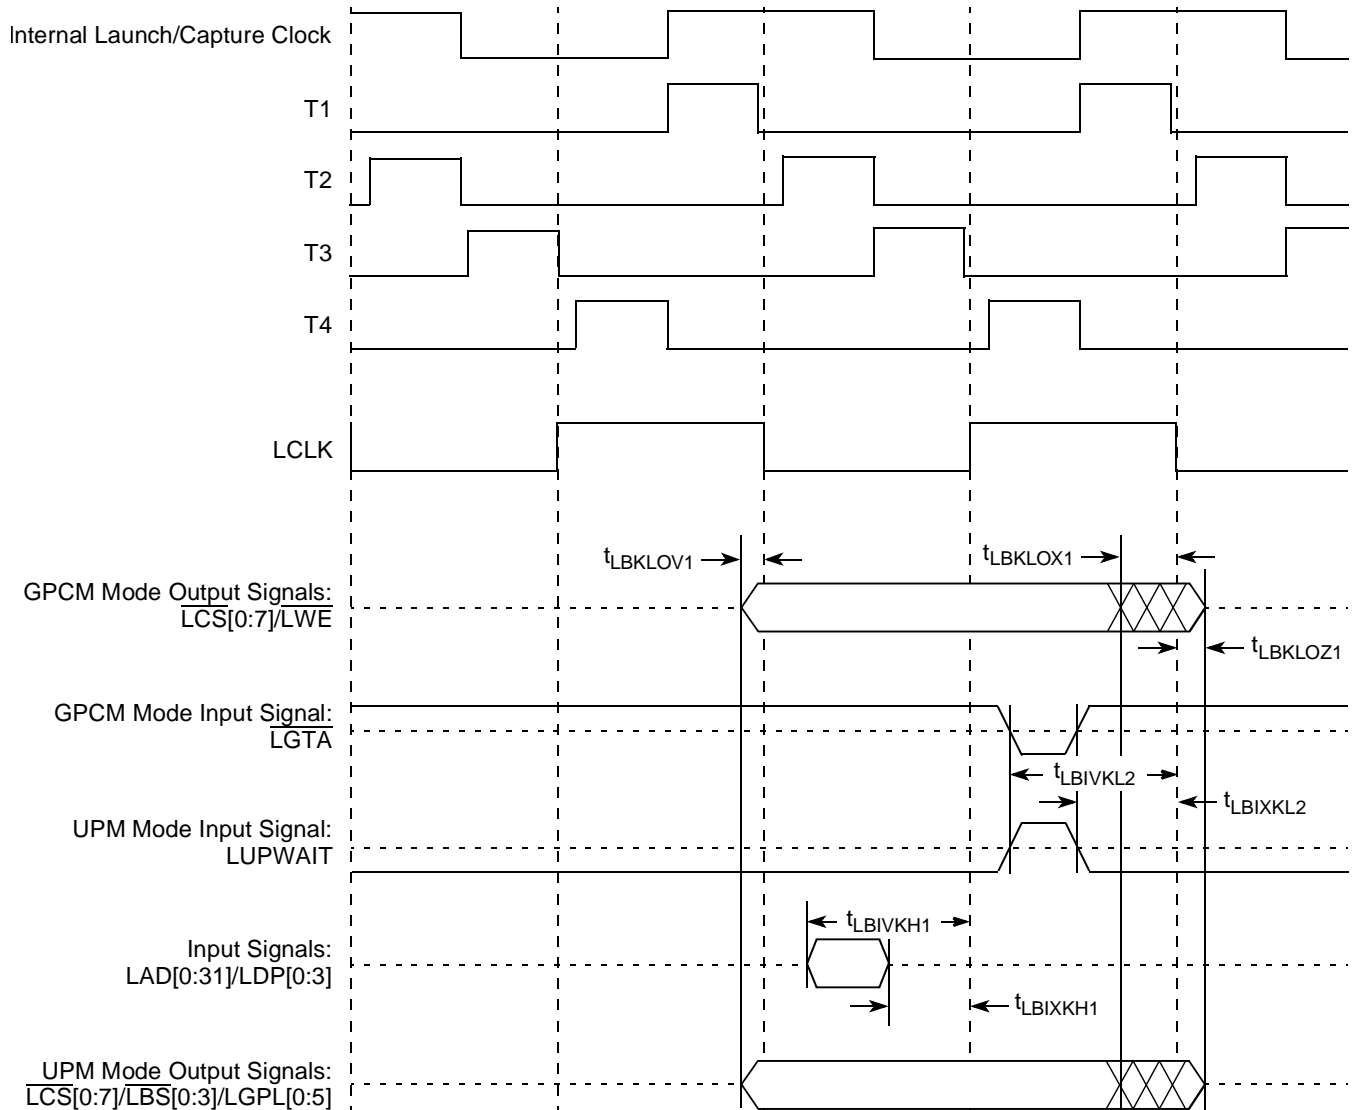 Internal Launch/Capture Clock
T1
T2
T3
T4
LCLK
tLBKLOV1
tLBKLOX1
GPCM Mode Output Signals:
LCS[0:7]/LWE
tLBKLOZ1
GPCM Mode Input Signal:
LGTA
tLBIVKL2
tLBIXKL2
UPM Mode Input Signal:
LUPWAIT
tLBIVKH1
Input Signals:
LAD[0:31]/LDP[0:3]
tLBIXKH1
UPM Mode Output Signals:
LCS[0:7]/LBS[0:3]/LGPL[0:5]